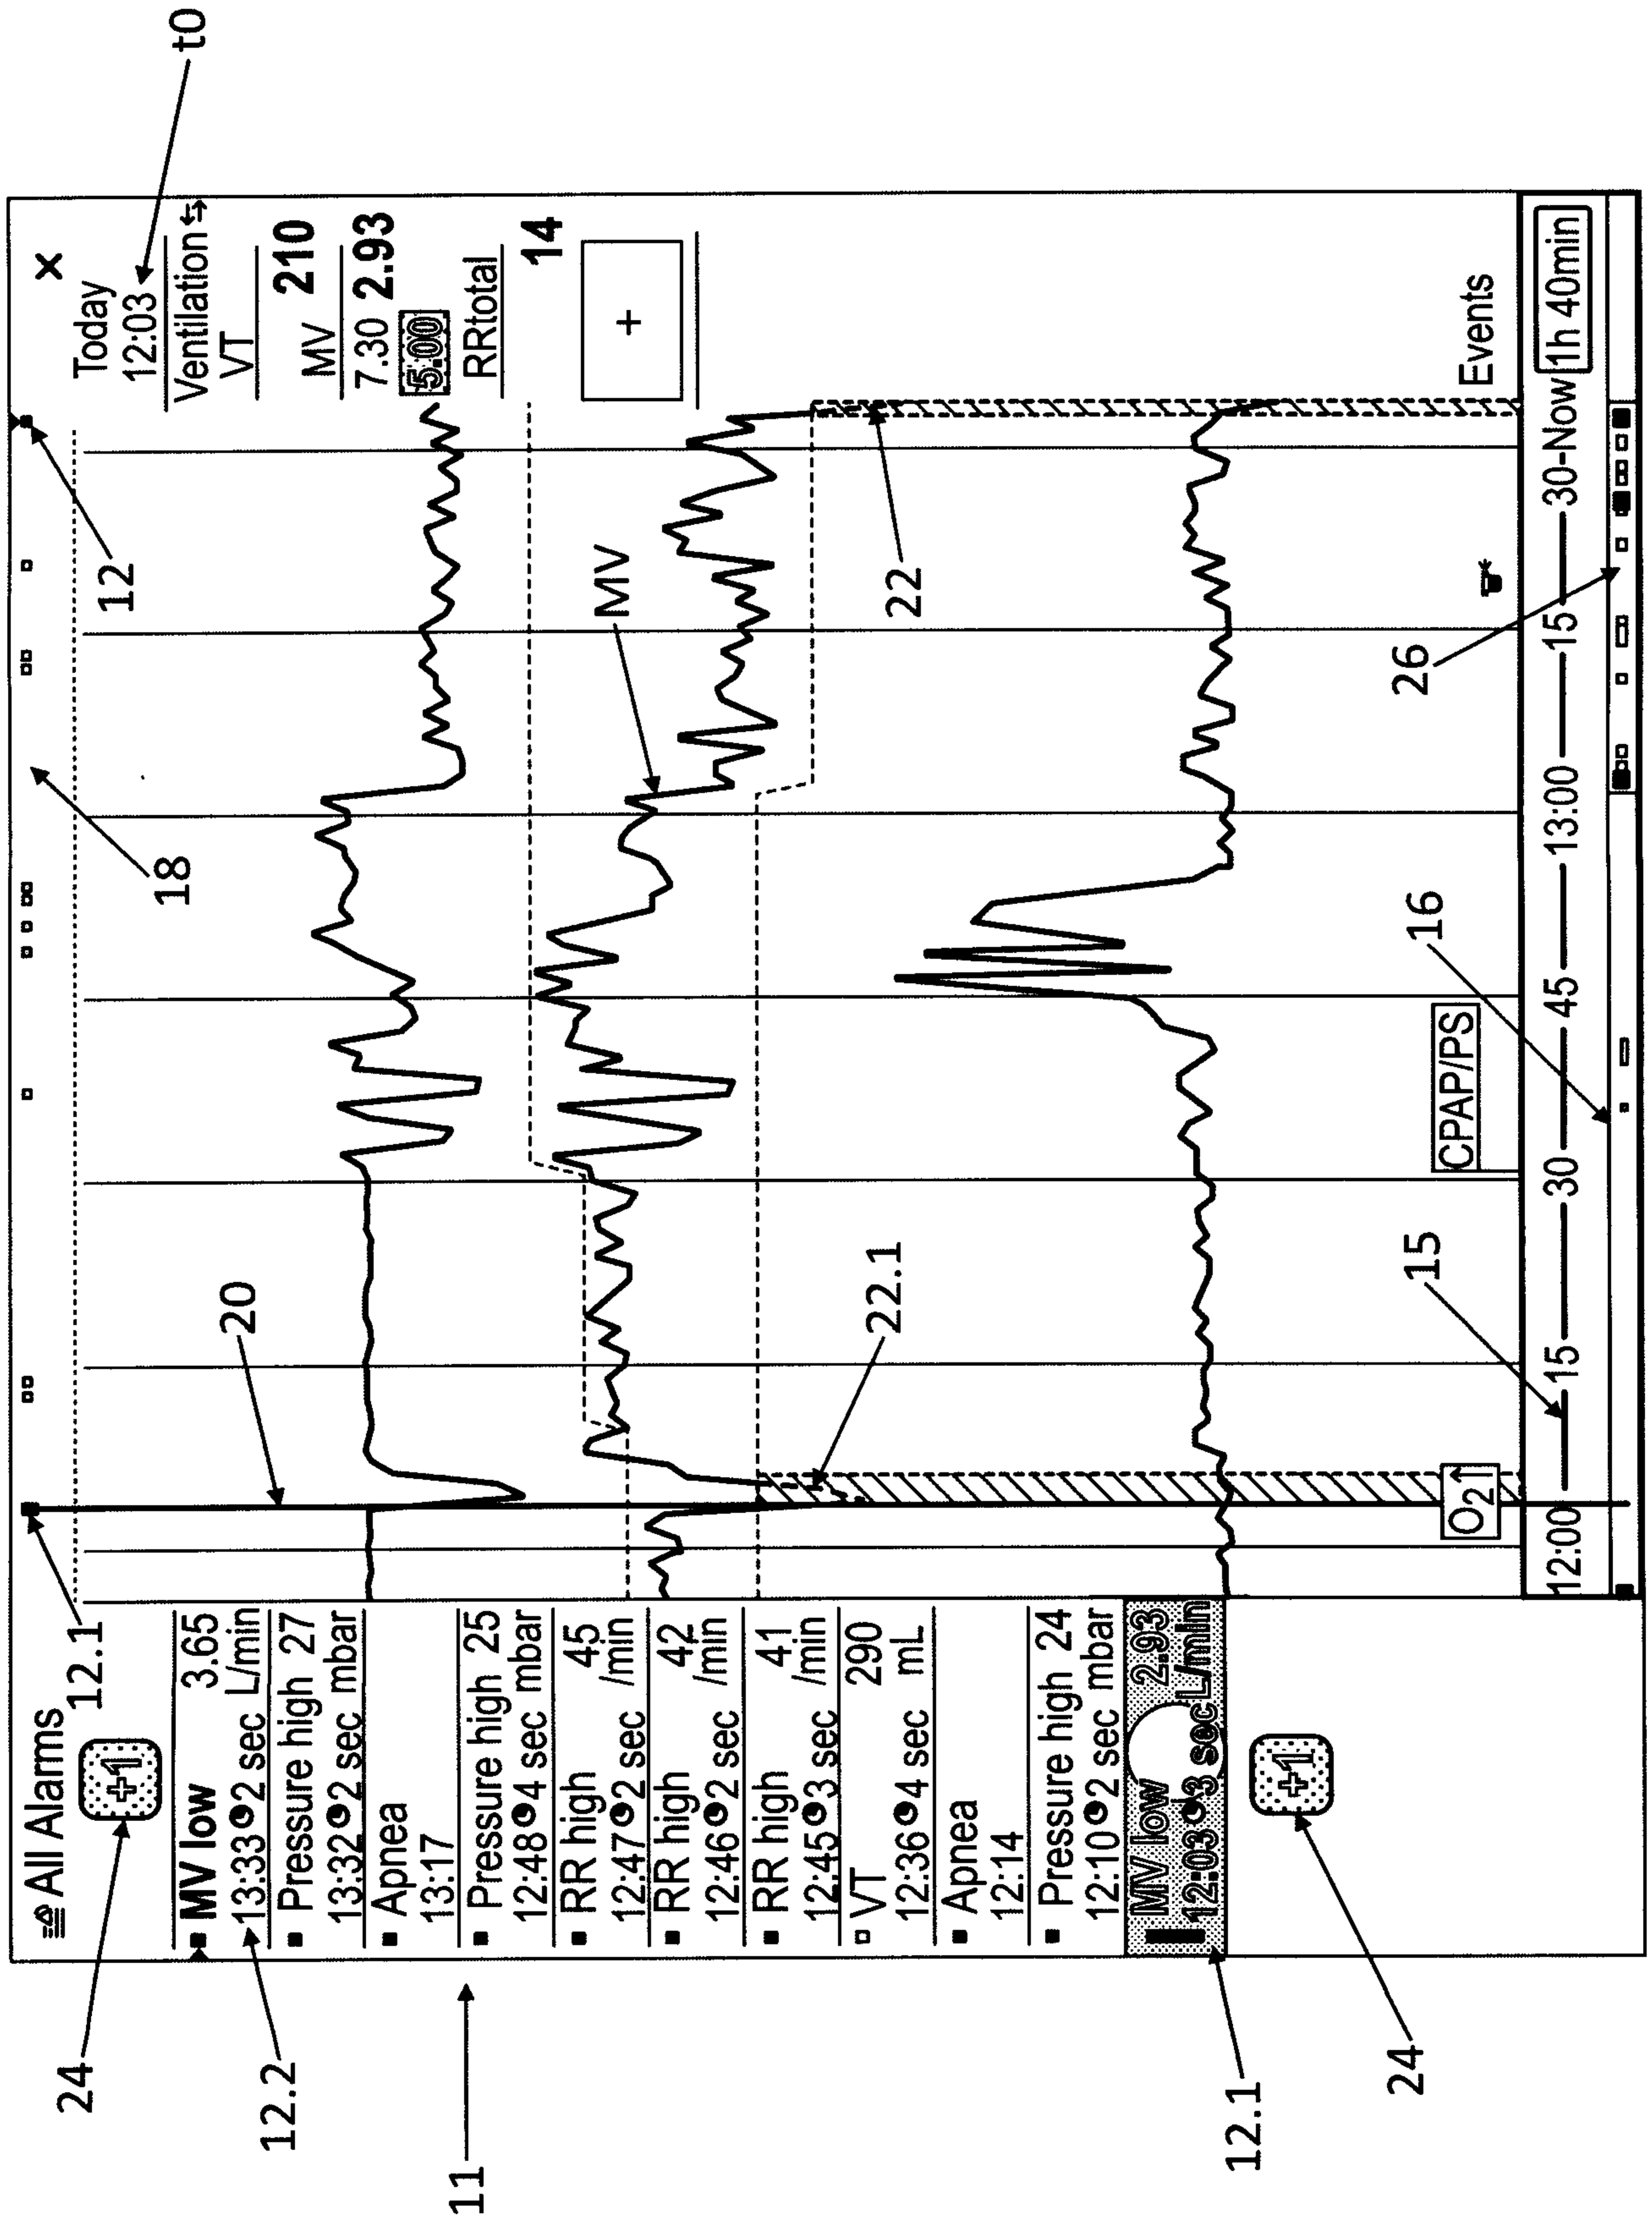 24
12.2
11
12.1
24
All Alarms
+1
12.1
MV low 3.65
13:33 2 sec L/min
Pressure high 27
13:32 2 sec mbar
Apnea
13:17
Pressure high 25
12:48 4 sec mbar
RR high 45
12:47 2 sec /min
RR high 42
12:46 2 sec /min
RR high 41
12:45 3 sec /min
VT 290
12:36 4 sec mL
Apnea
12:14
Pressure high 24
12:10 2 sec mbar
MV low 2.93
12:03 3 sec L/min
+1
20
18
12
22.1
MV
22
15
16
26
O2↑
CPAP/PS
12:00 15 30 45 13:00 15 30-Now 1h 40min
Events
X
Today
12:03
t0
Ventilation
VT
210
MV
7.30 2.93
5.00
RRtotal
14
+